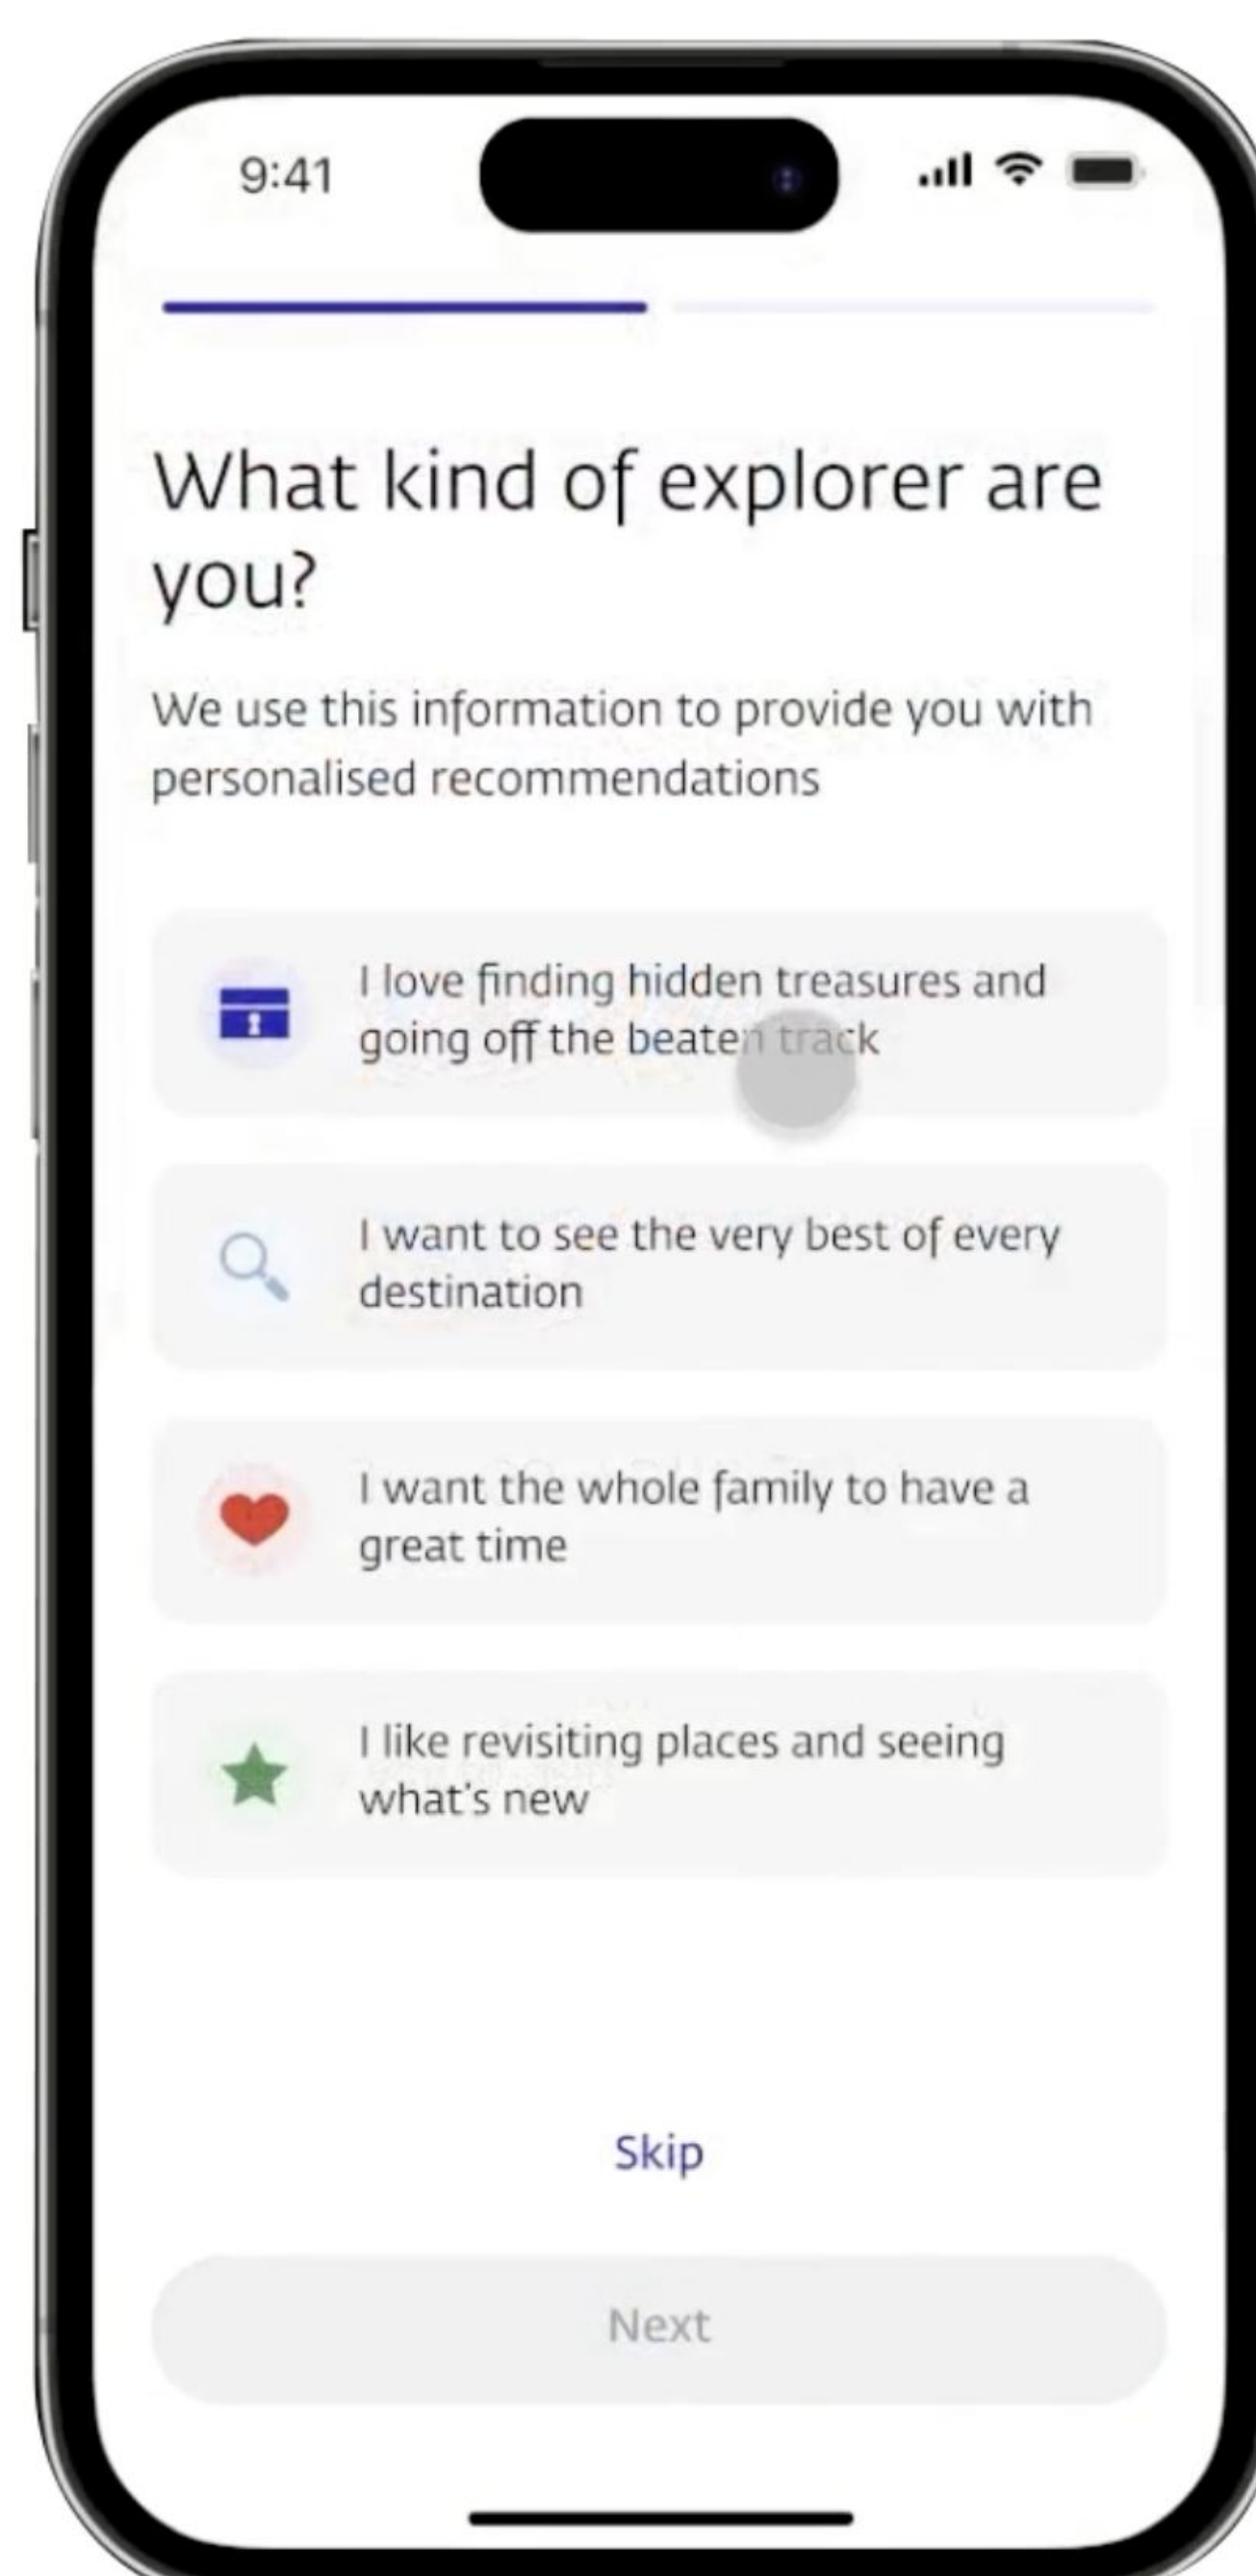 9:41
What kind of explorer are
you?
We use this information to provide you with
personalised recommendations
I love finding hidden treasures and
going off the beaten track
I want to see the very best of every
destination
I want the whole family to have a
great time
I like revisiting places and seeing
what's new
Skip
Next